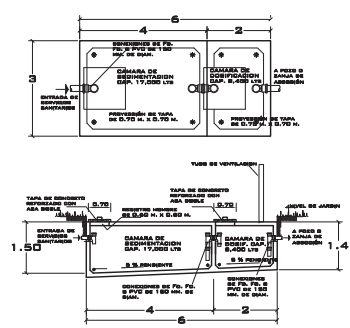 6
4
2
CONEXIONES DE FO.
FO. O PVC DE 150
MM. DE DIAM.
CAMARA DE
SEDIMENTACION
CAP. 17,000 LTS
CAMARA DE
DOSIFICACION
CAP. 8,400 LTS
A POZO O
ZANJA DE
ABSORCIÓN
3
ENTRADA DE
SERVICIOS
SANITARIOS
PROYECCIÓN DE TAPA
DE 0.70 M. X 0.70 M.
PROYECCIÓN DE TAPA
DE 0.70 M. X 0.70 M.
TUBO DE VENTILACIÓN
TAPA DE CONCRETO
REFORZADO CON
ASA DOBLE
TAPA DE CONCRETO
REFORZADO CON
ASA DOBLE
0.70
0.70
NIVEL DE JARDIN
REGISTRO HOMBRE
DE 0.60 M. X 0.60 M.
ENTRADA DE
SERVICIOS
SANITARIOS
CAMARA DE
SEDIMENTACION
CAP. 17,000 LTS
CAMARA DE
DOSIF. CAP.
8,400 LTS
A POZO O
ZANJA DE
ABSORCIÓN
1.50
1.4
5 % PENDIENTE
5 % PENDIENTE
CONEXIONES DE FO. FO.
O PVC DE 150 MM. DE
DIAM.
CONEXIONES
DE FO. FO. O
PVC DE 150
MM. DE DIAM.
4
2
6